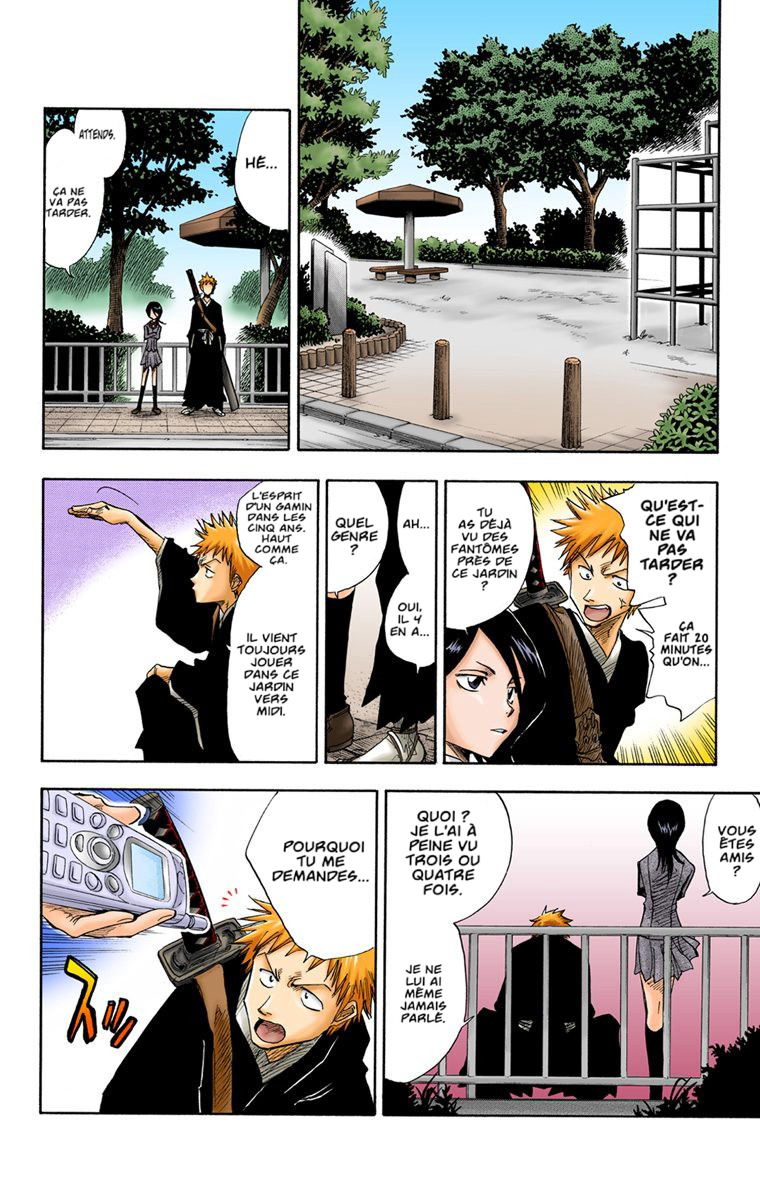 HÉ...
ATTENDS.
ÇA NE
VA PAS
TARDER.
QU'EST-
CE QUI
NE VA
PAS
TARDER
?
ÇA
FAIT 20
MINUTES
QU'ON...
TU
AS DÉJÀ
VU DES
FANTÔMES
PRÈS DE
CE JARDIN ?
AH...
OUI,
IL Y
EN A...
QUEL
GENRE
?
L'ESPRIT
D'UN GAMIN
DANS LES
CINQ ANS.
HAUT
COMME
ÇA.
IL VIENT
TOUJOURS
JOUER
DANS CE
JARDIN
VERS
MIDI.
VOUS
ÊTES
AMIS
?
QUOI ?
JE L'AI À
PEINE VU
TROIS OU
QUATRE
FOIS.
JE NE
LUI AI
MÊME
JAMAIS
PARLÉ.
POURQUOI
TU ME
DEMANDES...
ズッ